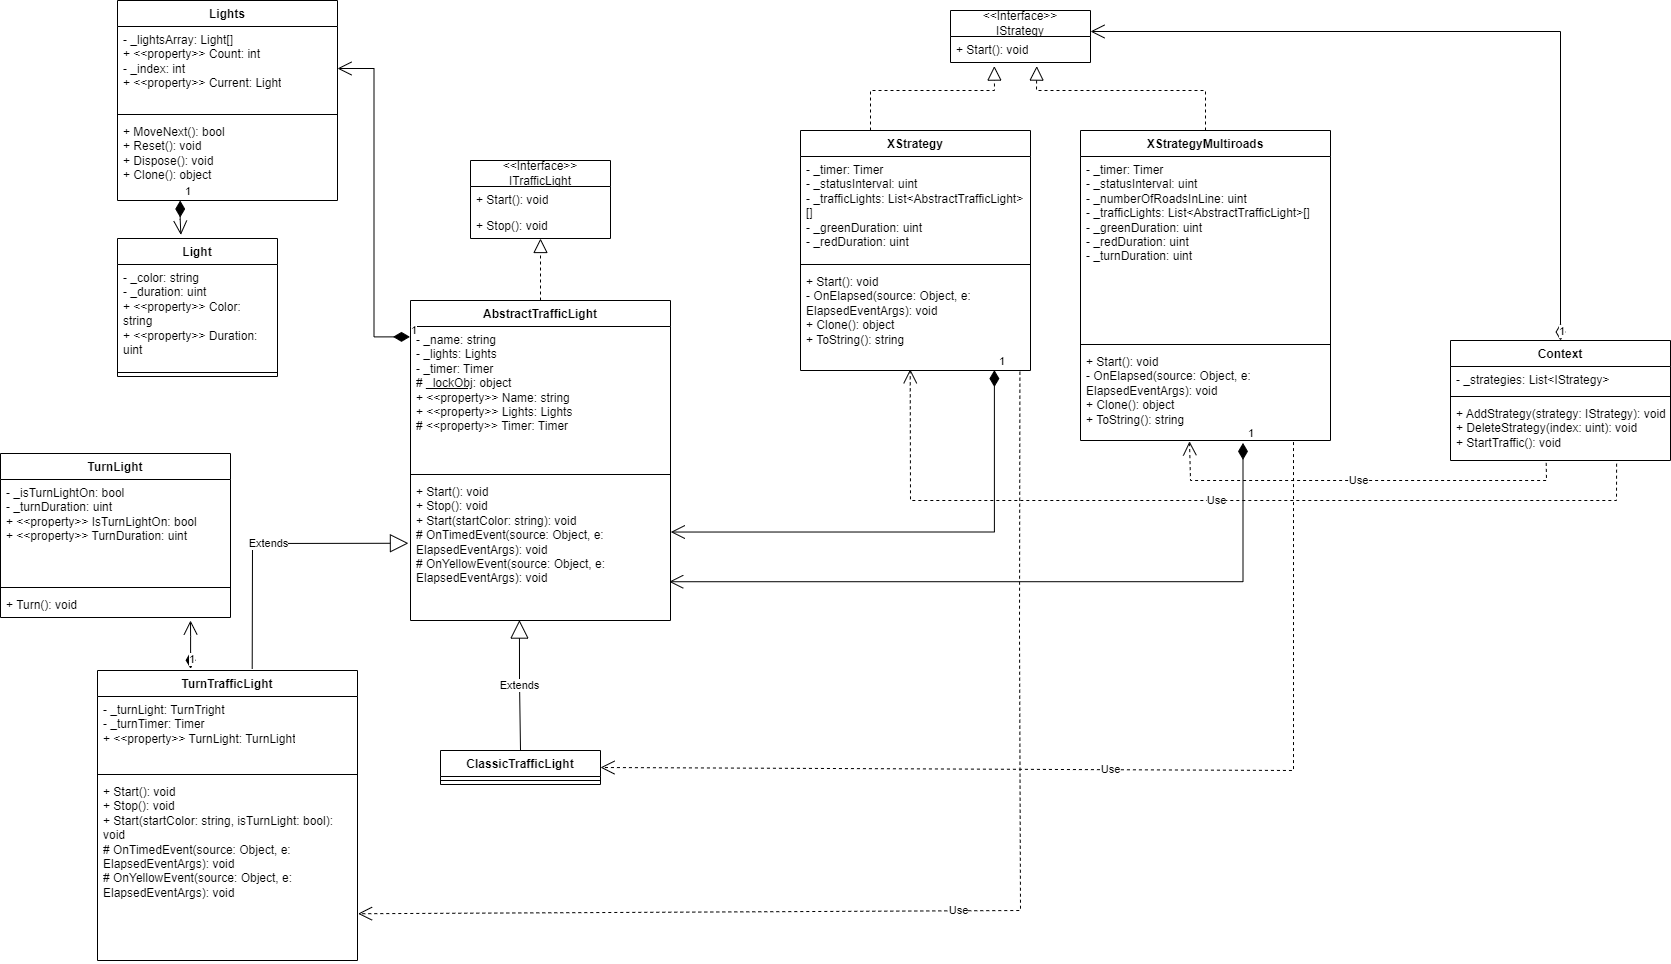 Lights
- _lightsArray: Light[]
+ <<property>> Count: int
- _index: int
+ <<property>> Current: Light
+ MoveNext(): bool
+ Reset(): void
+ Dispose(): void
+ Clone(): object
1
Light
- _color: string
- _duration: uint
+ <<property>> Color:
string
+ <<property>> Duration:
uint
<<Interface>>
ITrafficLight
+ Start(): void
+ Stop(): void
AbstractTrafficLight
1
- _name: string
- _lights: Lights
- _timer: Timer
# _lockObj: object
+ <<property>> Name: string
+ <<property>> Lights: Lights
# <<property>> Timer: Timer
+ Start(): void
+ Stop(): void
+ Start(startColor: string): void
# OnTimedEvent(source: Object, e:
ElapsedEventArgs): void
# OnYellowEvent(source: Object, e:
ElapsedEventArgs): void
<<Interface>>
IStrategy
+ Start(): void
XStrategy
- _timer: Timer
- _statusInterval: uint
- _trafficLights: List<AbstractTrafficLight>
[]
- _greenDuration: uint
- _redDuration: uint
+ Start(): void
- OnElapsed(source: Object, e:
ElapsedEventArgs): void
+ Clone(): object
+ ToString(): string
1
XStrategyMultiroads
- _timer: Timer
- _statusInterval: uint
- _numberOfRoadsInLine: uint
- _trafficLights: List<AbstractTrafficLight>[]
- _greenDuration: uint
- _redDuration: uint
- _turnDuration: uint
+ Start(): void
- OnElapsed(source: Object, e:
ElapsedEventArgs): void
+ Clone(): object
+ ToString(): string
1
1
Context
- _strategies: List<IStrategy>
+ AddStrategy(strategy: IStrategy): void
+ DeleteStrategy(index: uint): void
+ StartTraffic(): void
Use
Use
TurnLight
- _isTurnLightOn: bool
- _turnDuration: uint
+ <<property>> IsTurnLightOn: bool
+ <<property>> TurnDuration: uint
+ Turn(): void
Extends
1
TurnTrafficLight
- _turnLight: TurnTright
- _turnTimer: Timer
+ <<property>> TurnLight: TurnLight
+ Start(): void
+ Stop(): void
+ Start(startColor: string, isTurnLight: bool):
void
# OnTimedEvent(source: Object, e:
ElapsedEventArgs): void
# OnYellowEvent(source: Object, e:
ElapsedEventArgs): void
Extends
ClassicTrafficLight
Use
Use